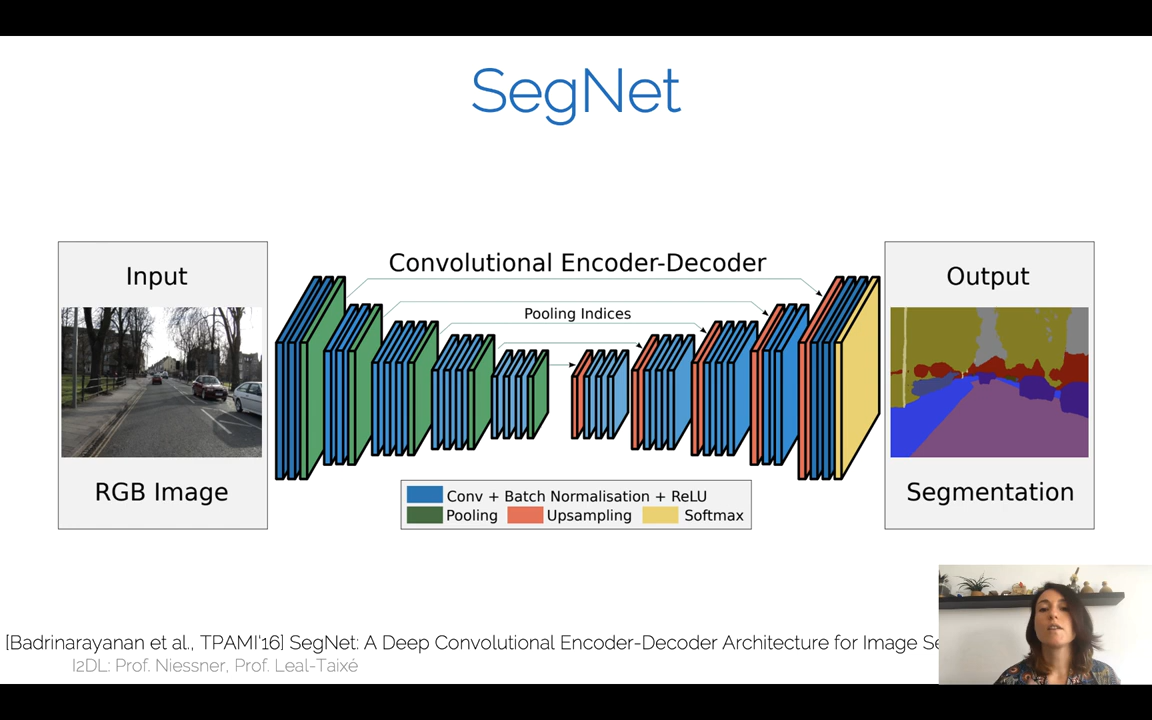 SegNet
Convolutional Encoder-Decoder
Input
Output
Pooling Indices
RGB Image
Segmentation
Conv + Batch Normalisation + ReLU
Pooling
Upsampling
Softmax
[Badrinarayanan et al., TPAMI'16] SegNet: A Deep Convolutional Encoder-Decoder Architecture for Image
I2DL: Prof. Niessner, Prof. Leal-Taixé